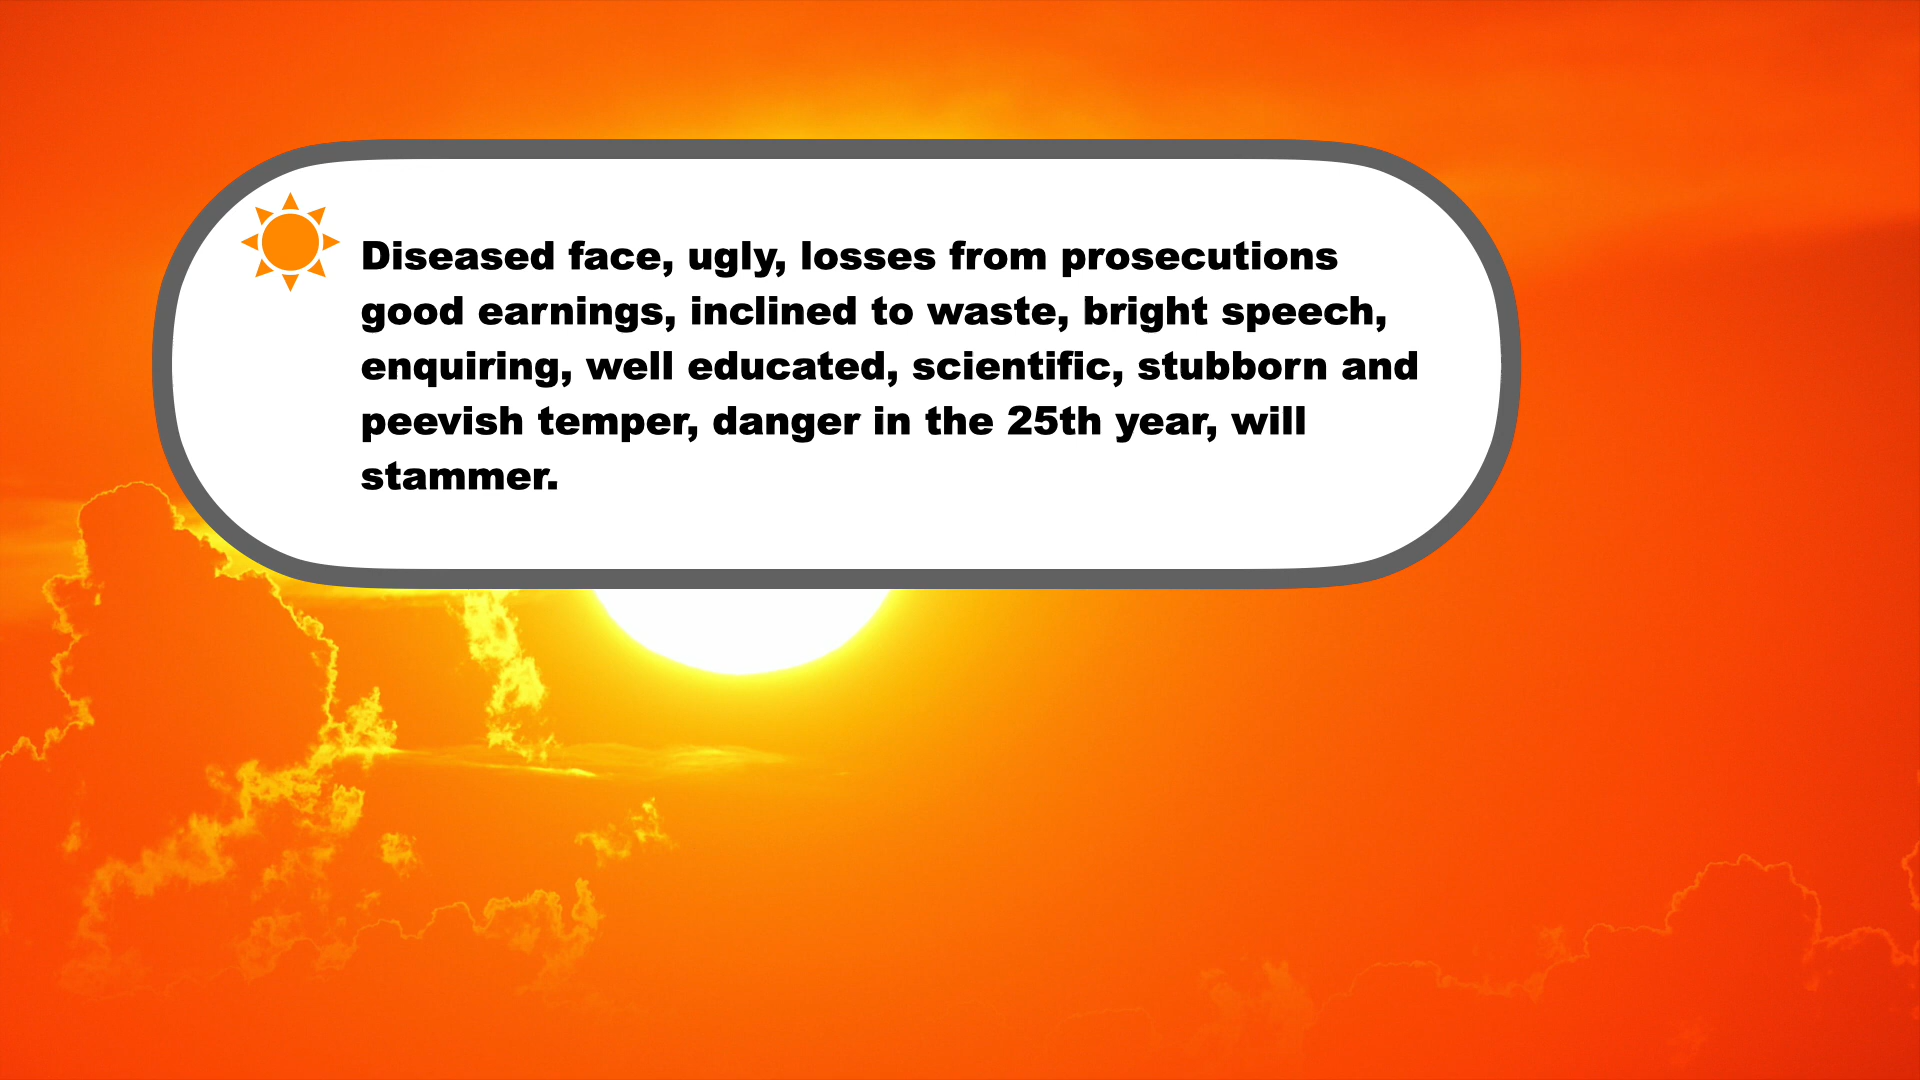 Diseased face, ugly, losses from prosecutions
good earnings, inclined to waste, bright speech,
enquiring, well educated, scientific, stubborn and
peevish temper, danger in the 25th year, will
stammer.